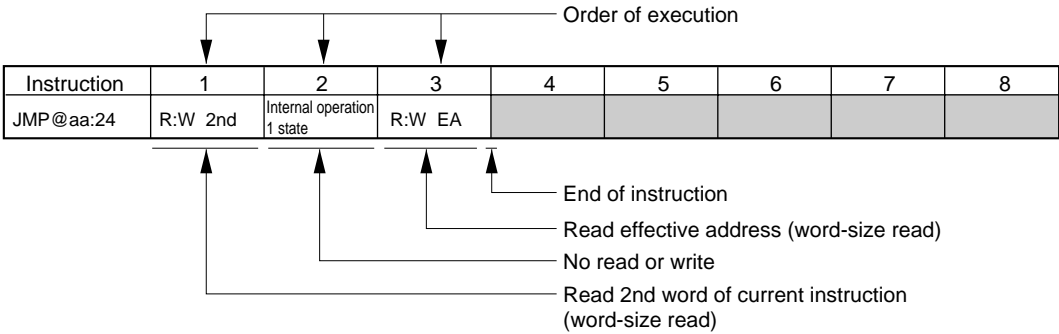 Order of execution
Instruction 1 2 3 4 5 6 7 8
JMP@aa:24 R:W 2nd Internal operation 1 state R:W EA
End of instruction
Read effective address (word-size read)
No read or write
Read 2nd word of current instruction
(word-size read)